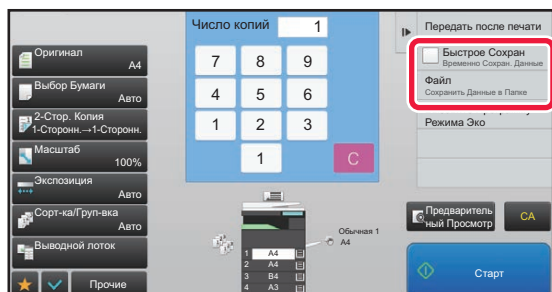 Число копий 1
Передать после печати
Оригинал
A4
Выбор Бумаги
Авто
2-Стор. Копия
1-Сторонн.→1-Сторонн.
Масштаб
100%
Экспозиция
Авто
Сорт-ка/Груп-вка
Авто
Выводной лоток
Прочие
7 8 9
4 5 6
1 2 3
1 C
Обычная 1
A4
1 A4
2 A4
3 B4
4 A3
Быстрое Сохран
Временно Сохран. Данные
Файл
Сохранить Данные в Папке
Режима Эко
Предваритель
ный Просмотр
CA
Старт